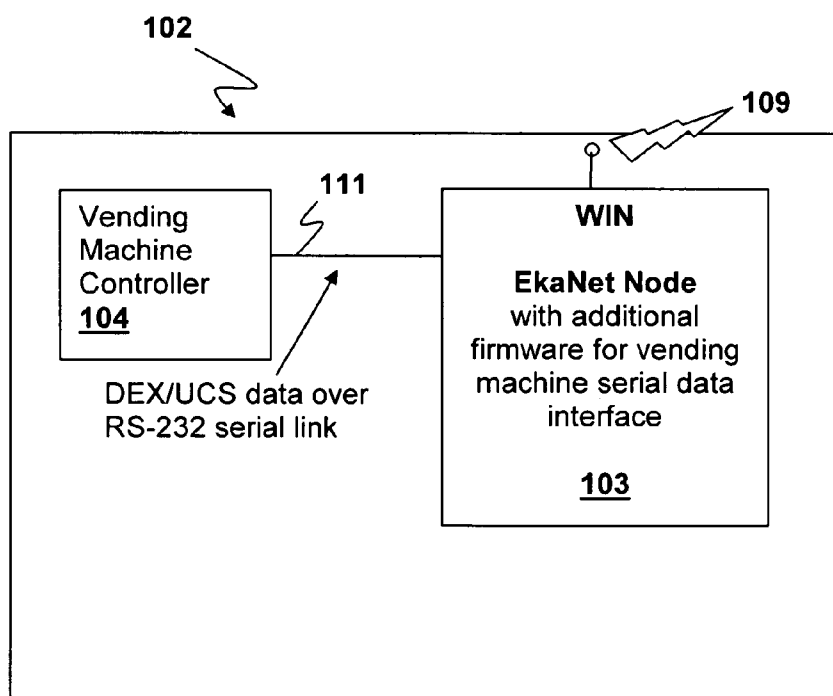 102
109
111
Vending
Machine
Controller
104
WIN
EkaNet Node
with additional
firmware for vending
machine serial data
interface
103
DEX/UCS data over
RS-232 serial link